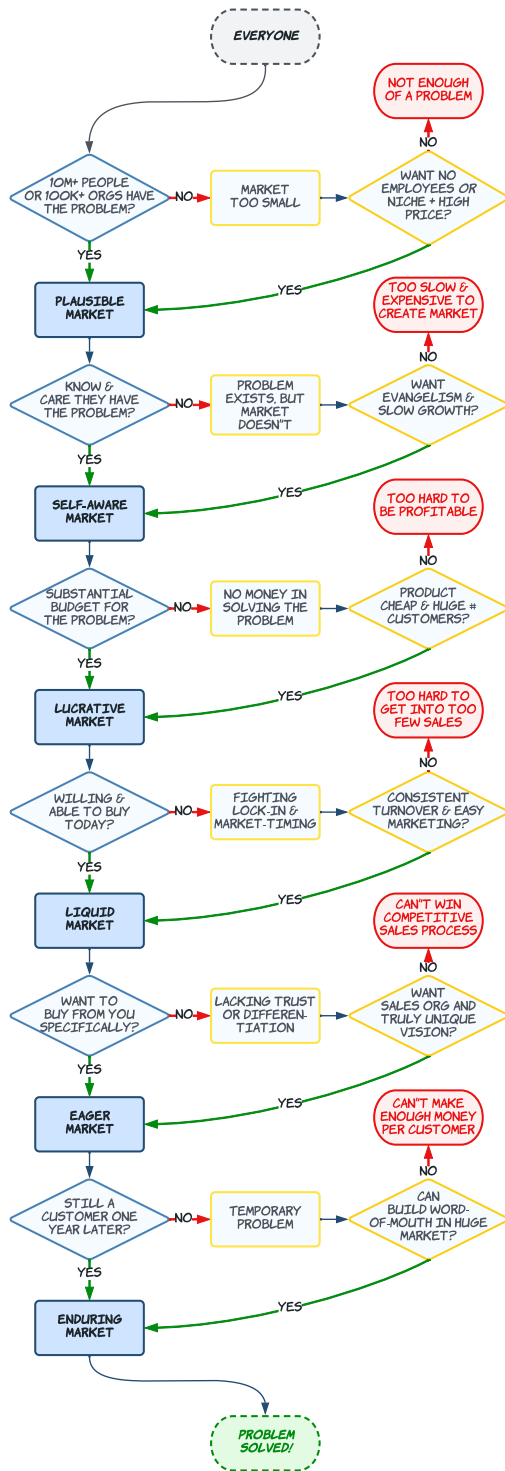 EVERYONE
NOT ENOUGH
OF A PROBLEM
NO
10M+ PEOPLE
OR 100K+ ORGS HAVE
THE PROBLEM?
NO
MARKET
TOO SMALL
WANT NO
EMPLOYEES OR
NICHE + HIGH
PRICE?
YES
YES
PLAUSIBLE
MARKET
TOO SLOW &
EXPENSIVE TO
CREATE MARKET
NO
KNOW &
CARE THEY HAVE
THE PROBLEM?
NO
PROBLEM
EXISTS, BUT
MARKET
DOESN"T
WANT
EVANGELISM &
SLOW GROWTH?
YES
YES
SELF-AWARE
MARKET
TOO HARD TO
BE PROFITABLE
NO
SUBSTANTIAL
BUDGET FOR
THE PROBLEM?
NO
NO MONEY IN
SOLVING THE
PROBLEM
PRODUCT
CHEAP & HUGE #
CUSTOMERS?
YES
YES
LUCRATIVE
MARKET
TOO HARD TO
GET INTO TOO
FEW SALES
NO
WILLING &
ABLE TO BUY
TODAY?
NO
FIGHTING
LOCK-IN &
MARKET-TIMING
CONSISTENT
TURNOVER & EASY
MARKETING?
YES
YES
LIQUID
MARKET
CAN"T WIN
COMPETITIVE
SALES PROCESS
NO
WANT TO
BUY FROM YOU
SPECIFICALLY?
NO
LACKING TRUST
OR DIFFEREN-
TIATION
WANT
SALES ORG AND
TRULY UNIQUE
VISION?
YES
YES
EAGER
MARKET
CAN"T MAKE
ENOUGH MONEY
PER CUSTOMER
NO
STILL A
CUSTOMER ONE
YEAR LATER?
NO
TEMPORARY
PROBLEM
CAN
BUILD WORD-
OF-MOUTH IN HUGE
MARKET?
YES
YES
ENDURING
MARKET
PROBLEM
SOLVED!